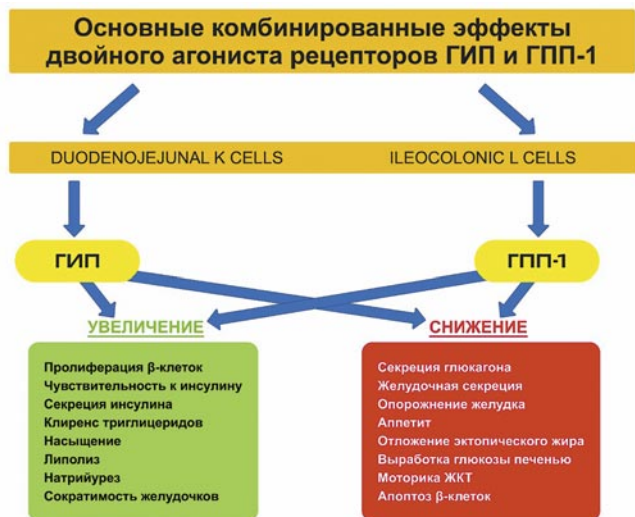 Основные комбинированные эффекты
двойного агониста рецепторов ГИП и ГПП-1
DUODENOJEJUNAL K CELLS
ILEOCOLONIC L CELLS
ГИП
ГПП-1
УВЕЛИЧЕНИЕ
Пролиферация β-клеток
Чувствительность к инсулину
Секреция инсулина
Клиренс триглицеридов
Насыщение
Липолиз
Натрийурез
Сократимость желудочков
СНИЖЕНИЕ
Секреция глюкагона
Желудочная секреция
Опорожнение желудка
Аппетит
Отложение эктопического жира
Выработка глюкозы печенью
Моторика ЖКТ
Апоптоз β-клеток